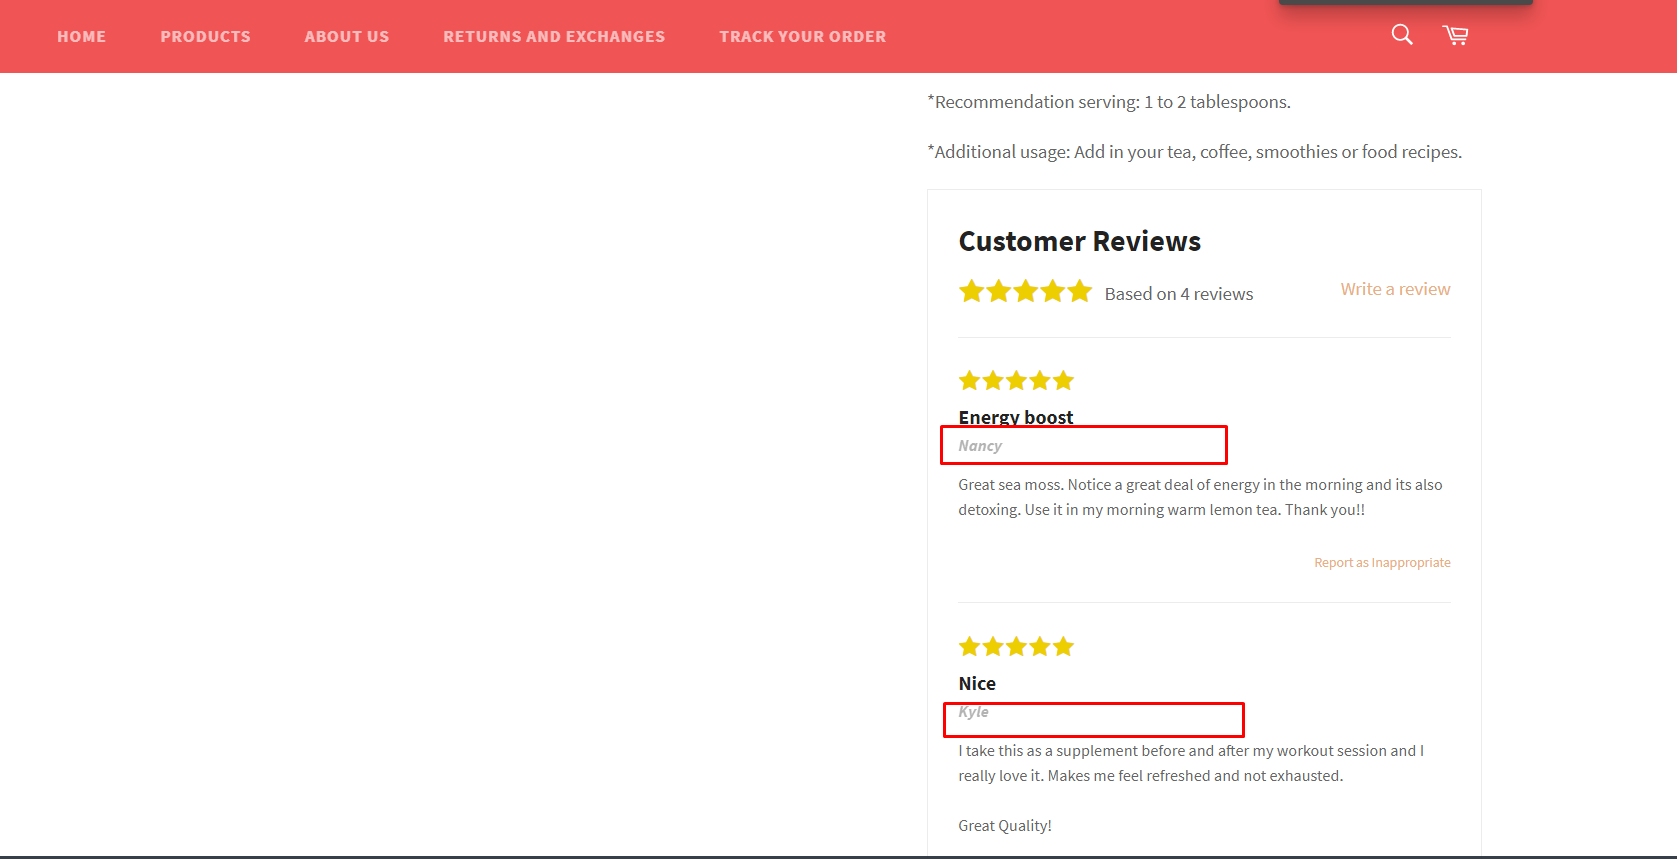 HOME PRODUCTS ABOUT US RETURNS AND EXCHANGES TRACK YOUR ORDER
*Recommendation serving: 1 to 2 tablespoons.
*Additional usage: Add in your tea, coffee, smoothies or food recipes.
Customer Reviews
Based on 4 reviews Write a review
Energy boost
Nancy
Great sea moss. Notice a great deal of energy in the morning and its also
detoxing. Use it in my morning warm lemon tea. Thank you!!
Report as Inappropriate
Nice
Kyle
I take this as a supplement before and after my workout session and I
really love it. Makes me feel refreshed and not exhausted.
Great Quality!